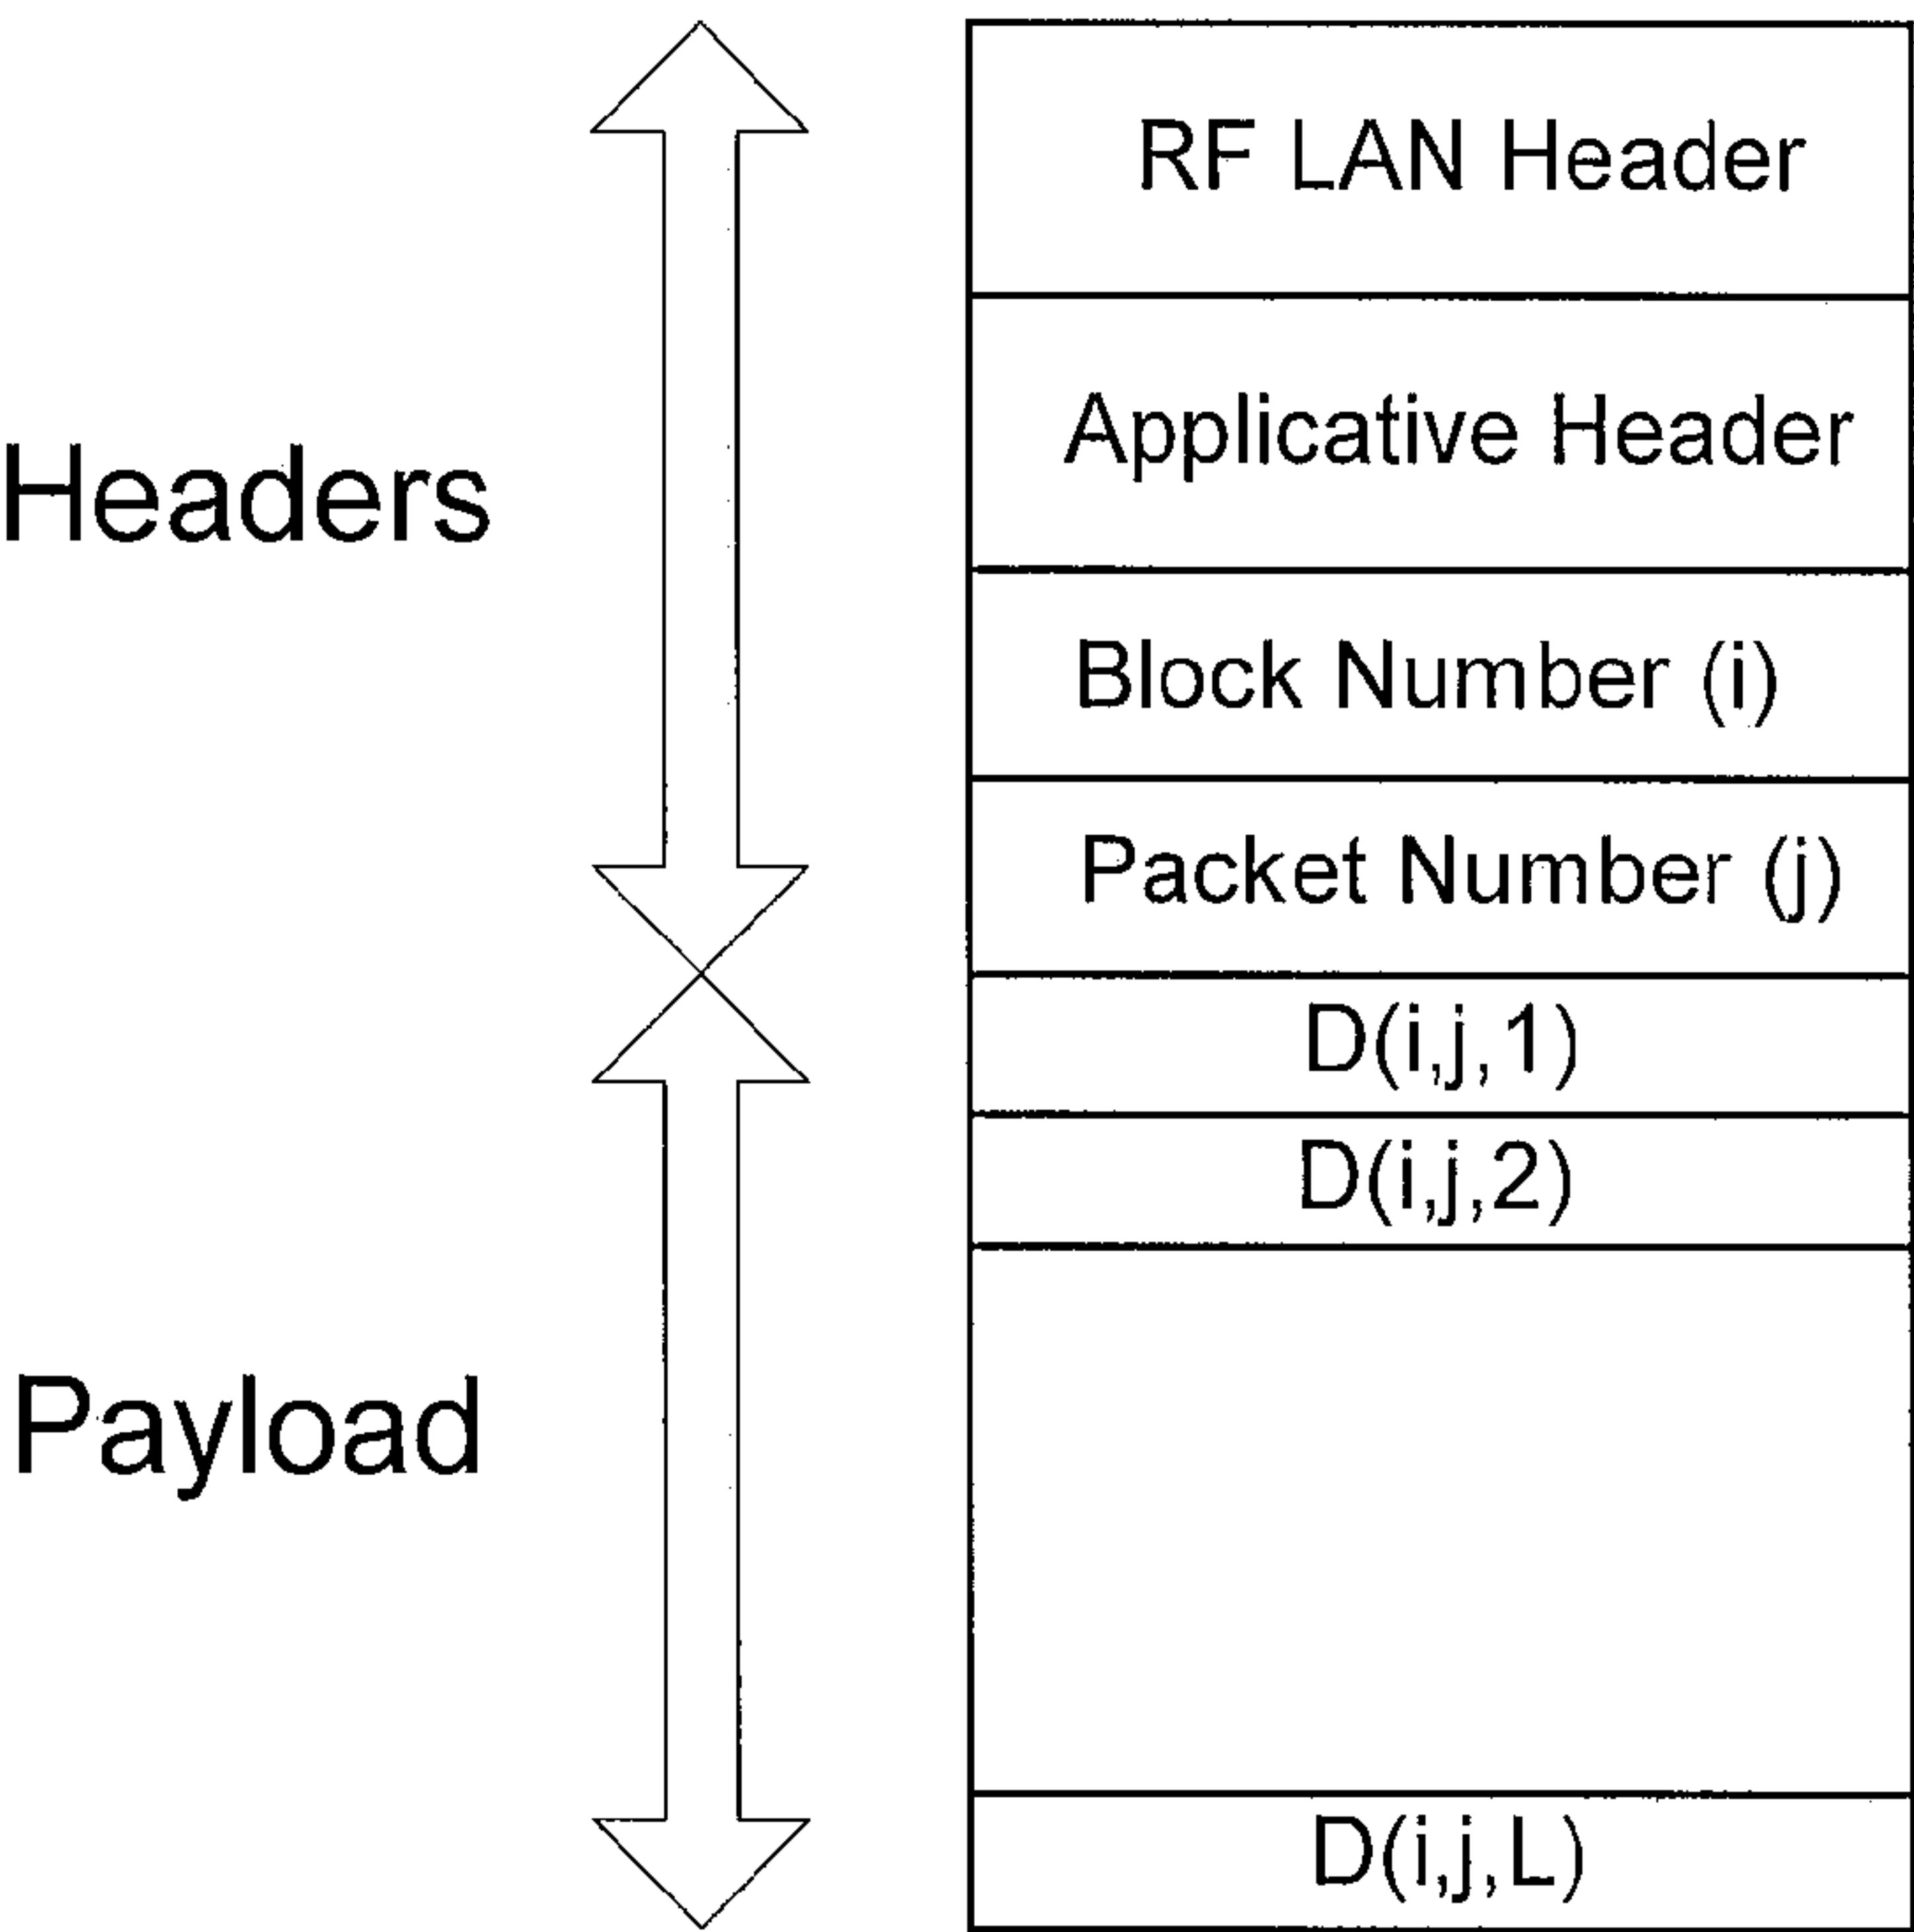 Headers
RF LAN Header
Applicative Header
Block Number (i)
Packet Number (j)
Payload
D(i,j,1)
D(i,j,2)
D(i,j,L)